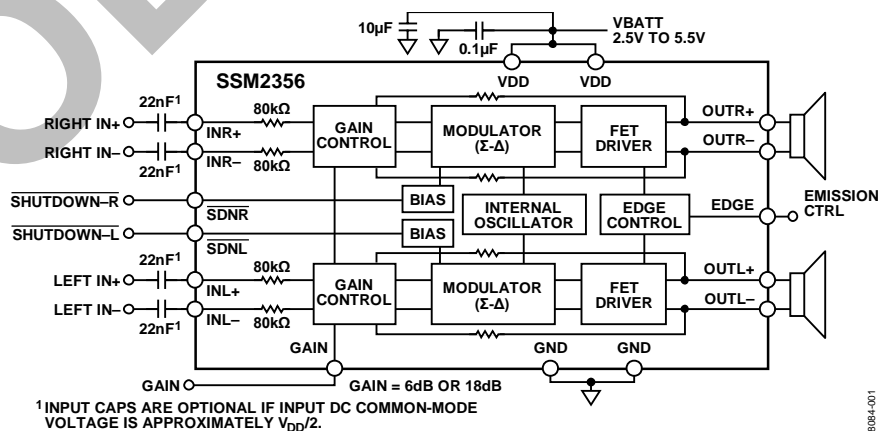 10µF
0.1µF
VBATT
2.5V TO 5.5V
SSM2356
VDD
VDD
22nF1
80kΩ
RIGHT IN+
INR+
GAIN
CONTROL
MODULATOR
(Σ-Δ)
FET
DRIVER
OUTR+
RIGHT IN–
INR–
OUTR–
22nF1
80kΩ
SHUTDOWN–R
SDNR
BIAS
INTERNAL
OSCILLATOR
EDGE
CONTROL
EDGE
EMISSION
CTRL
SHUTDOWN–L
SDNL
BIAS
22nF1
80kΩ
LEFT IN+
INL+
GAIN
CONTROL
MODULATOR
(Σ-Δ)
FET
DRIVER
OUTL+
LEFT IN–
INL–
OUTL–
22nF1
80kΩ
GAIN
GND
GND
GAIN
GAIN = 6dB OR 18dB
1 INPUT CAPS ARE OPTIONAL IF INPUT DC COMMON-MODE
VOLTAGE IS APPROXIMATELY VDD/2.
8084-001